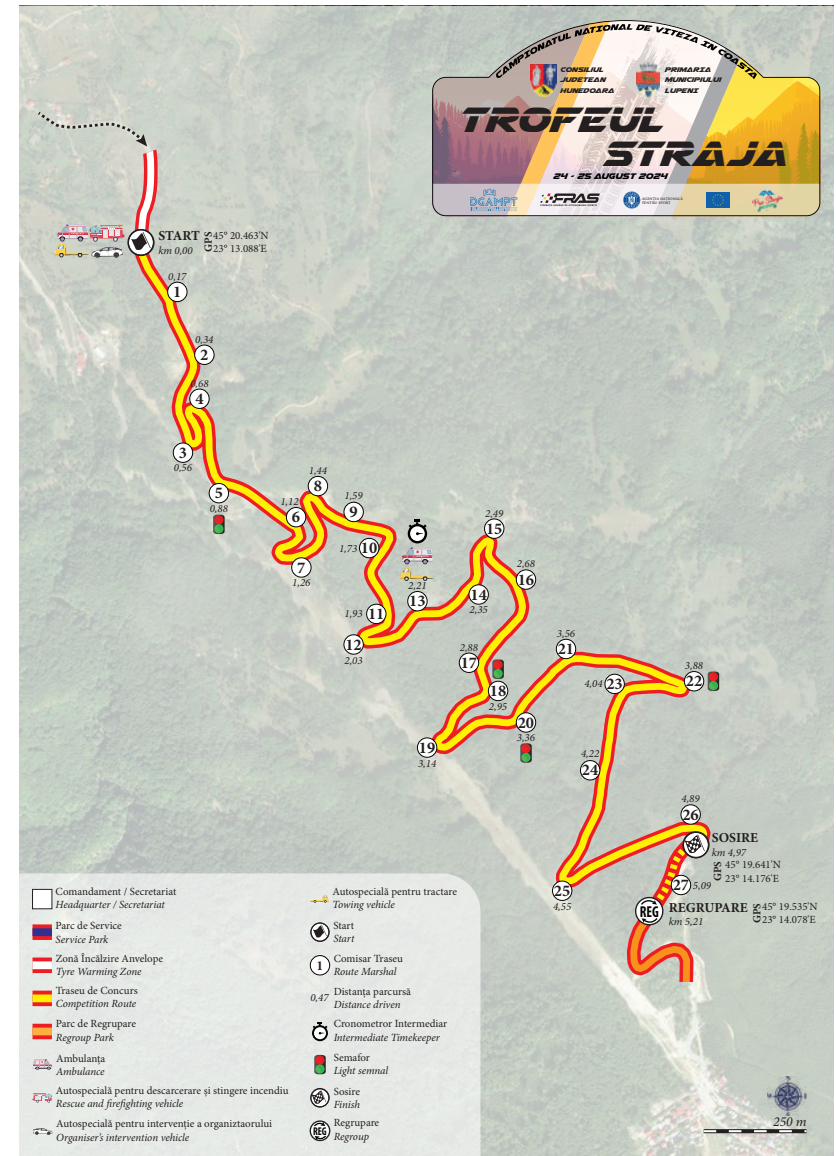 CAMPIONATUL NATIONAL DE VITEZA IN COASTA
CONSILIUL
JUDETEAN
HUNEDOARA
PRIMARIA
MUNICIPIULUI
LUPENI
TROFEUL
STRAJA
24 - 25 AUGUST 2024
DGAMPT
FRAS
AGENȚIA NAȚIONALĂ
PENTRU SPORT
START
km 0,00
GPS
45° 20.463'N
23° 13.088'E
0,17
1
0,34
2
0,68
4
3
0,56
5
0,88
1,44
8
1,12
6
1,59
9
7
1,26
1,73
10
2,49
15
2,21
13
14
2,35
2,68
16
1,93
11
12
2,03
2,88
17
18
2,95
3,56
21
3,88
22
4,04
23
20
3,36
19
3,14
4,22
24
4,89
26
SOSIRE
km 4,97
GPS
45° 19.641'N
23° 14.176'E
25
4,55
27
5,09
REG
REGRUPARE
km 5,21
GPS
45° 19.535'N
23° 14.078'E
Comandament / Secretariat
Headquarter / Secretariat
Parc de Service
Service Park
Zonă Încălzire Anvelope
Tyre Warming Zone
Traseu de Concurs
Competition Route
Parc de Regrupare
Regroup Park
Ambulanța
Ambulance
Autospecială pentru descarcerare și stingere incendiu
Rescue and firefighting vehicle
Autospecială pentru intervenție a organiztaorului
Organiser's intervention vehicle
Autospecială pentru tractare
Towing vehicle
Start
Start
1
Comisar Traseu
Route Marshal
0,47
Distanța parcursă
Distance driven
Cronometror Intermediar
Intermediate Timekeeper
Semafor
Light semnal
Sosire
Finish
REG
Regrupare
Regroup
250 m